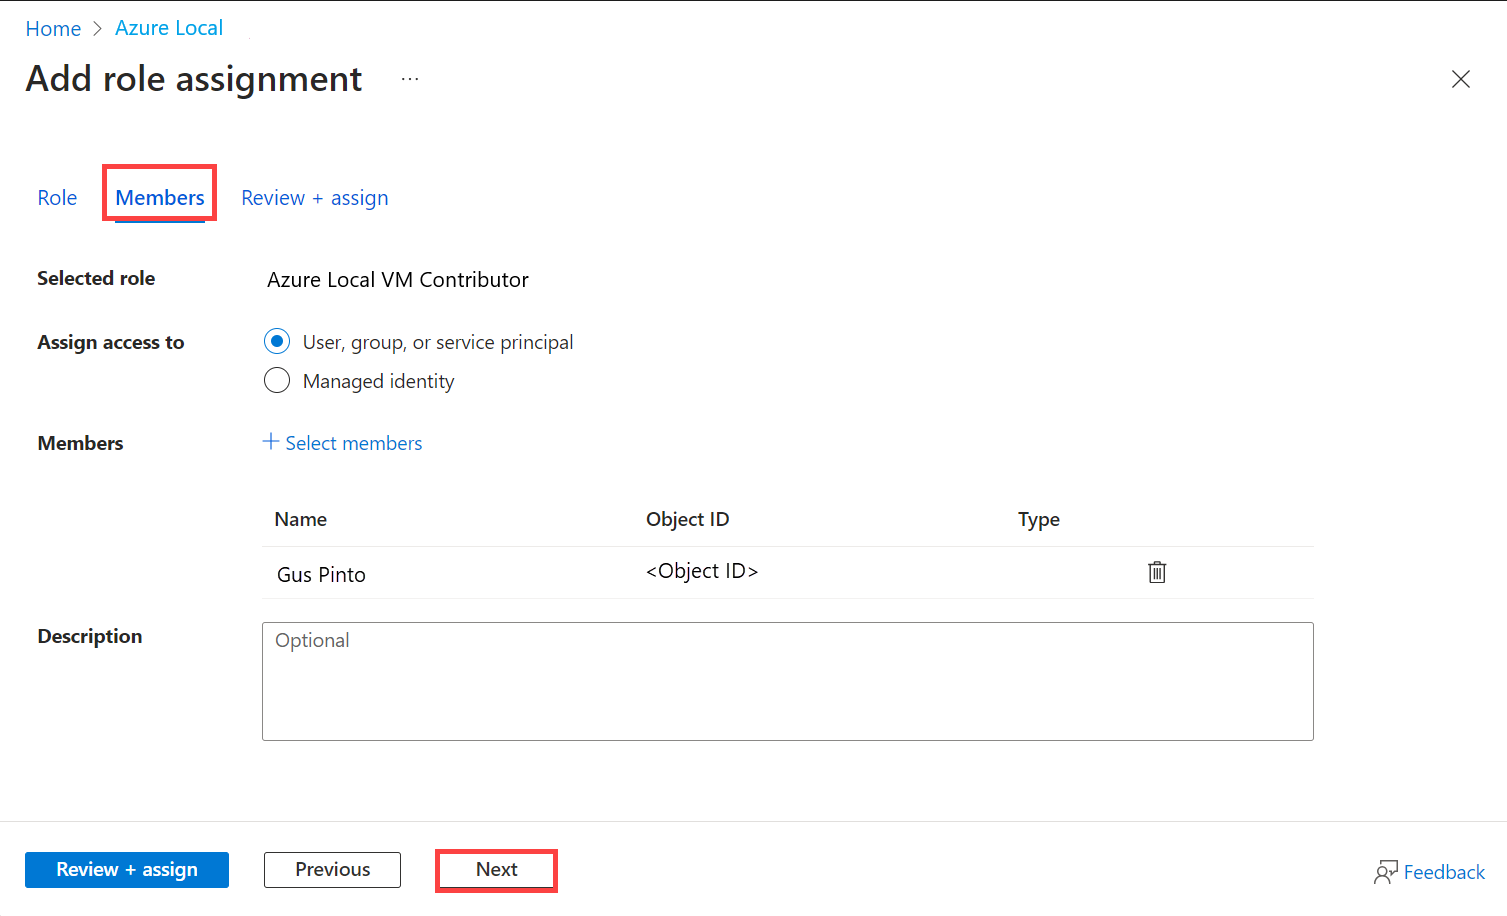 Home > Azure Local
Add role assignment ...
Role Members Review + assign
Selected role Azure Local VM Contributor
Assign access to User, group, or service principal
Managed identity
Members + Select members
Name Object ID Type
Gus Pinto <Object ID>
Description Optional
Review + assign Previous Next Feedback